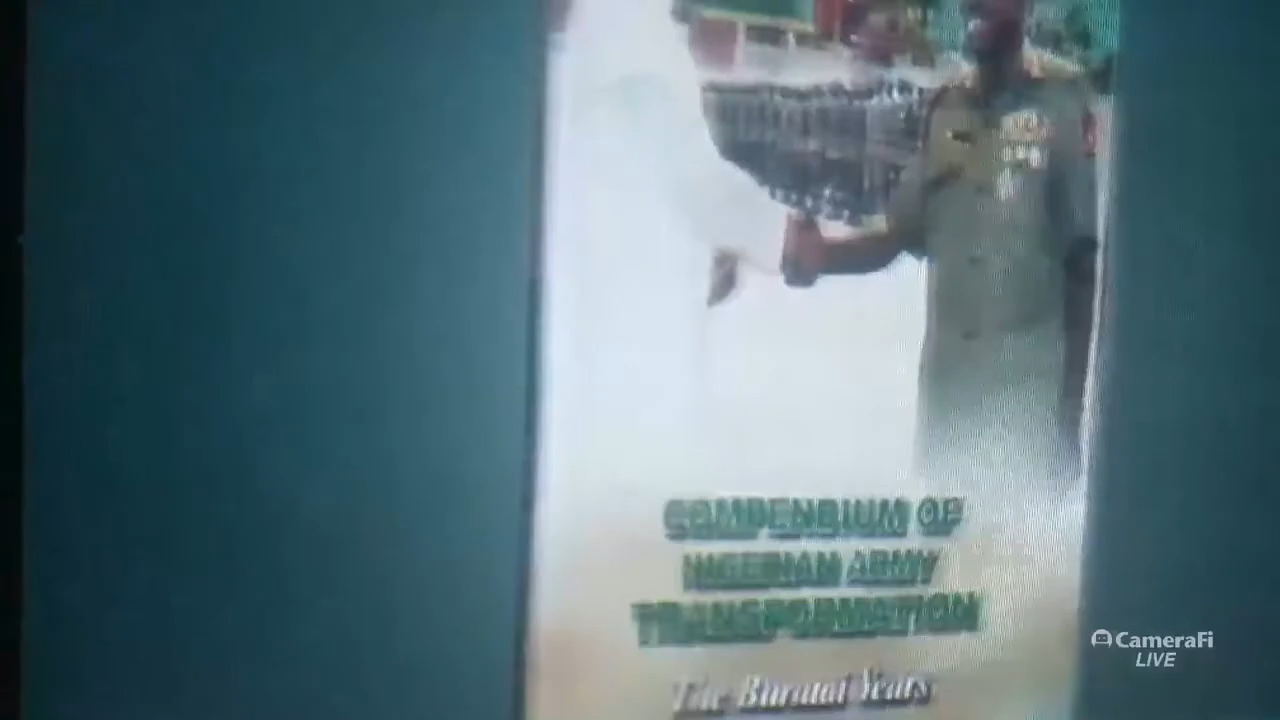 COMPENDIUM OF
NIGERIAN ARMY
TRANSFORMATION
The Buratai Years
CameraFi
LIVE